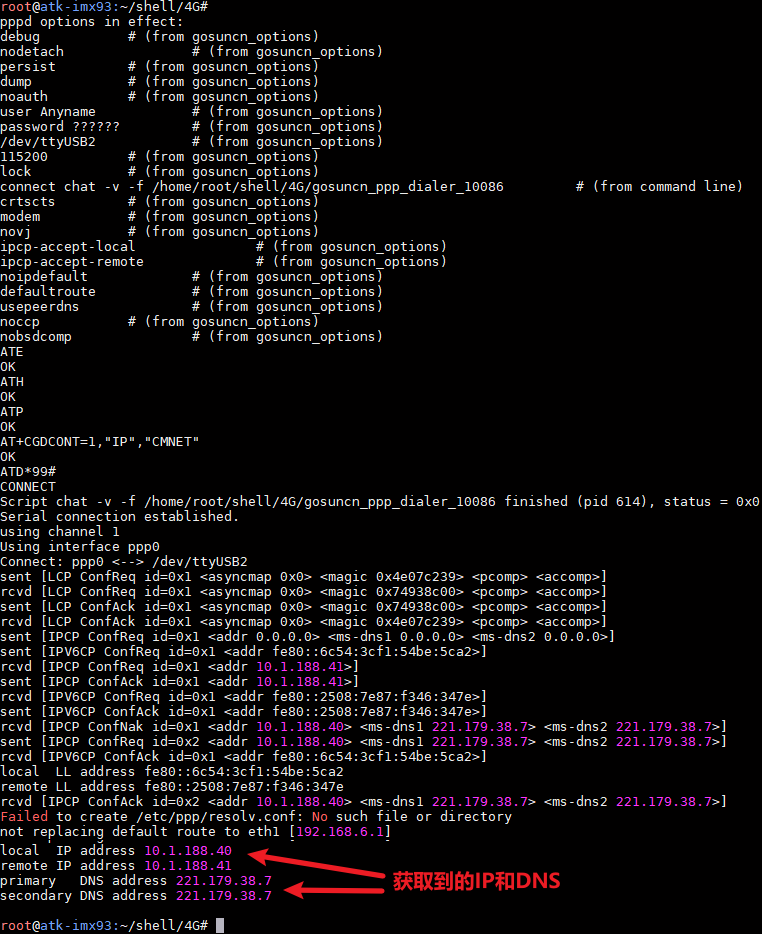 root@atk-imx93:~/shell/4G#
pppd options in effect:
debug # (from gosuncn_options)
nodetach # (from gosuncn_options)
persist # (from gosuncn_options)
dump # (from gosuncn_options)
noauth # (from gosuncn_options)
user Anyname # (from gosuncn_options)
password ?????? # (from gosuncn_options)
/dev/ttyUSB2 # (from gosuncn_options)
115200 # (from gosuncn_options)
lock # (from gosuncn_options)
connect chat -v -f /home/root/shell/4G/gosuncn_ppp_dialer_10086 # (from command line)
crtscts # (from gosuncn_options)
modem # (from gosuncn_options)
novj # (from gosuncn_options)
ipcp-accept-local # (from gosuncn_options)
ipcp-accept-remote # (from gosuncn_options)
noipdefault # (from gosuncn_options)
defaultroute # (from gosuncn_options)
usepeerdns # (from gosuncn_options)
noccp # (from gosuncn_options)
nobsdcomp # (from gosuncn_options)
ATE
OK
ATH
OK
ATP
OK
AT+CGDCONT=1,"IP","CMNET"
OK
ATD*99#
CONNECT
Script chat -v -f /home/root/shell/4G/gosuncn_ppp_dialer_10086 finished (pid 614), status = 0x0
Serial connection established.
using channel 1
Using interface ppp0
Connect: ppp0 <--> /dev/ttyUSB2
sent [LCP ConfReq id=0x1 <asyncmap 0x0> <magic 0x4e07c239> <pcomp> <accomp>]
rcvd [LCP ConfReq id=0x1 <asyncmap 0x0> <magic 0x74938c00> <pcomp> <accomp>]
sent [LCP ConfAck id=0x1 <asyncmap 0x0> <magic 0x74938c00> <pcomp> <accomp>]
rcvd [LCP ConfAck id=0x1 <asyncmap 0x0> <magic 0x4e07c239> <pcomp> <accomp>]
sent [IPCP ConfReq id=0x1 <addr 0.0.0.0> <ms-dns1 0.0.0.0> <ms-dns2 0.0.0.0>]
sent [IPV6CP ConfReq id=0x1 <addr fe80::6c54:3cf1:54be:5ca2>]
rcvd [IPCP ConfReq id=0x1 <addr 10.1.188.41>]
sent [IPCP ConfAck id=0x1 <addr 10.1.188.41>]
rcvd [IPV6CP ConfReq id=0x1 <addr fe80::2508:7e87:f346:347e>]
sent [IPV6CP ConfAck id=0x1 <addr fe80::2508:7e87:f346:347e>]
rcvd [IPCP ConfNak id=0x1 <addr 10.1.188.40> <ms-dns1 221.179.38.7> <ms-dns2 221.179.38.7>]
sent [IPCP ConfReq id=0x2 <addr 10.1.188.40> <ms-dns1 221.179.38.7> <ms-dns2 221.179.38.7>]
rcvd [IPV6CP ConfAck id=0x1 <addr fe80::6c54:3cf1:54be:5ca2>]
local  LL address fe80::6c54:3cf1:54be:5ca2
remote LL address fe80::2508:7e87:f346:347e
rcvd [IPCP ConfAck id=0x2 <addr 10.1.188.40> <ms-dns1 221.179.38.7> <ms-dns2 221.179.38.7>]
Failed to create /etc/ppp/resolv.conf: No such file or directory
not replacing default route to eth1 [192.168.6.1]
local  IP address 10.1.188.40
remote IP address 10.1.188.41
primary   DNS address 221.179.38.7
获取到的IP和DNS
secondary DNS address 221.179.38.7
root@atk-imx93:~/shell/4G#